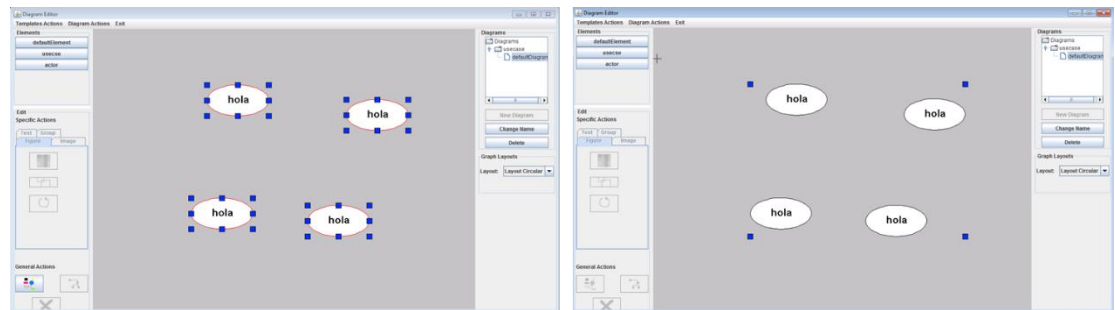 Diagram Editor
Templates Actions Diagram Actions Exit
Elements
defaultElement
usecse
actor
Edit
Specific Actions
Text Group
Figure Image
General Actions
hola
hola
hola
hola
Diagrams
Diagrams
usecase
defaultDiagram
New Diagram
Change Name
Delete
Graph Layouts
Layout: Layout Circular
Diagram Editor
Templates Actions Diagram Actions Exit
Elements
defaultElement
usecse
actor
Edit
Specific Actions
Text Group
Figure Image
General Actions
hola
hola
hola
hola
Diagrams
Diagrams
usecase
defaultDiagram
New Diagram
Change Name
Delete
Graph Layouts
Layout: Layout Circular